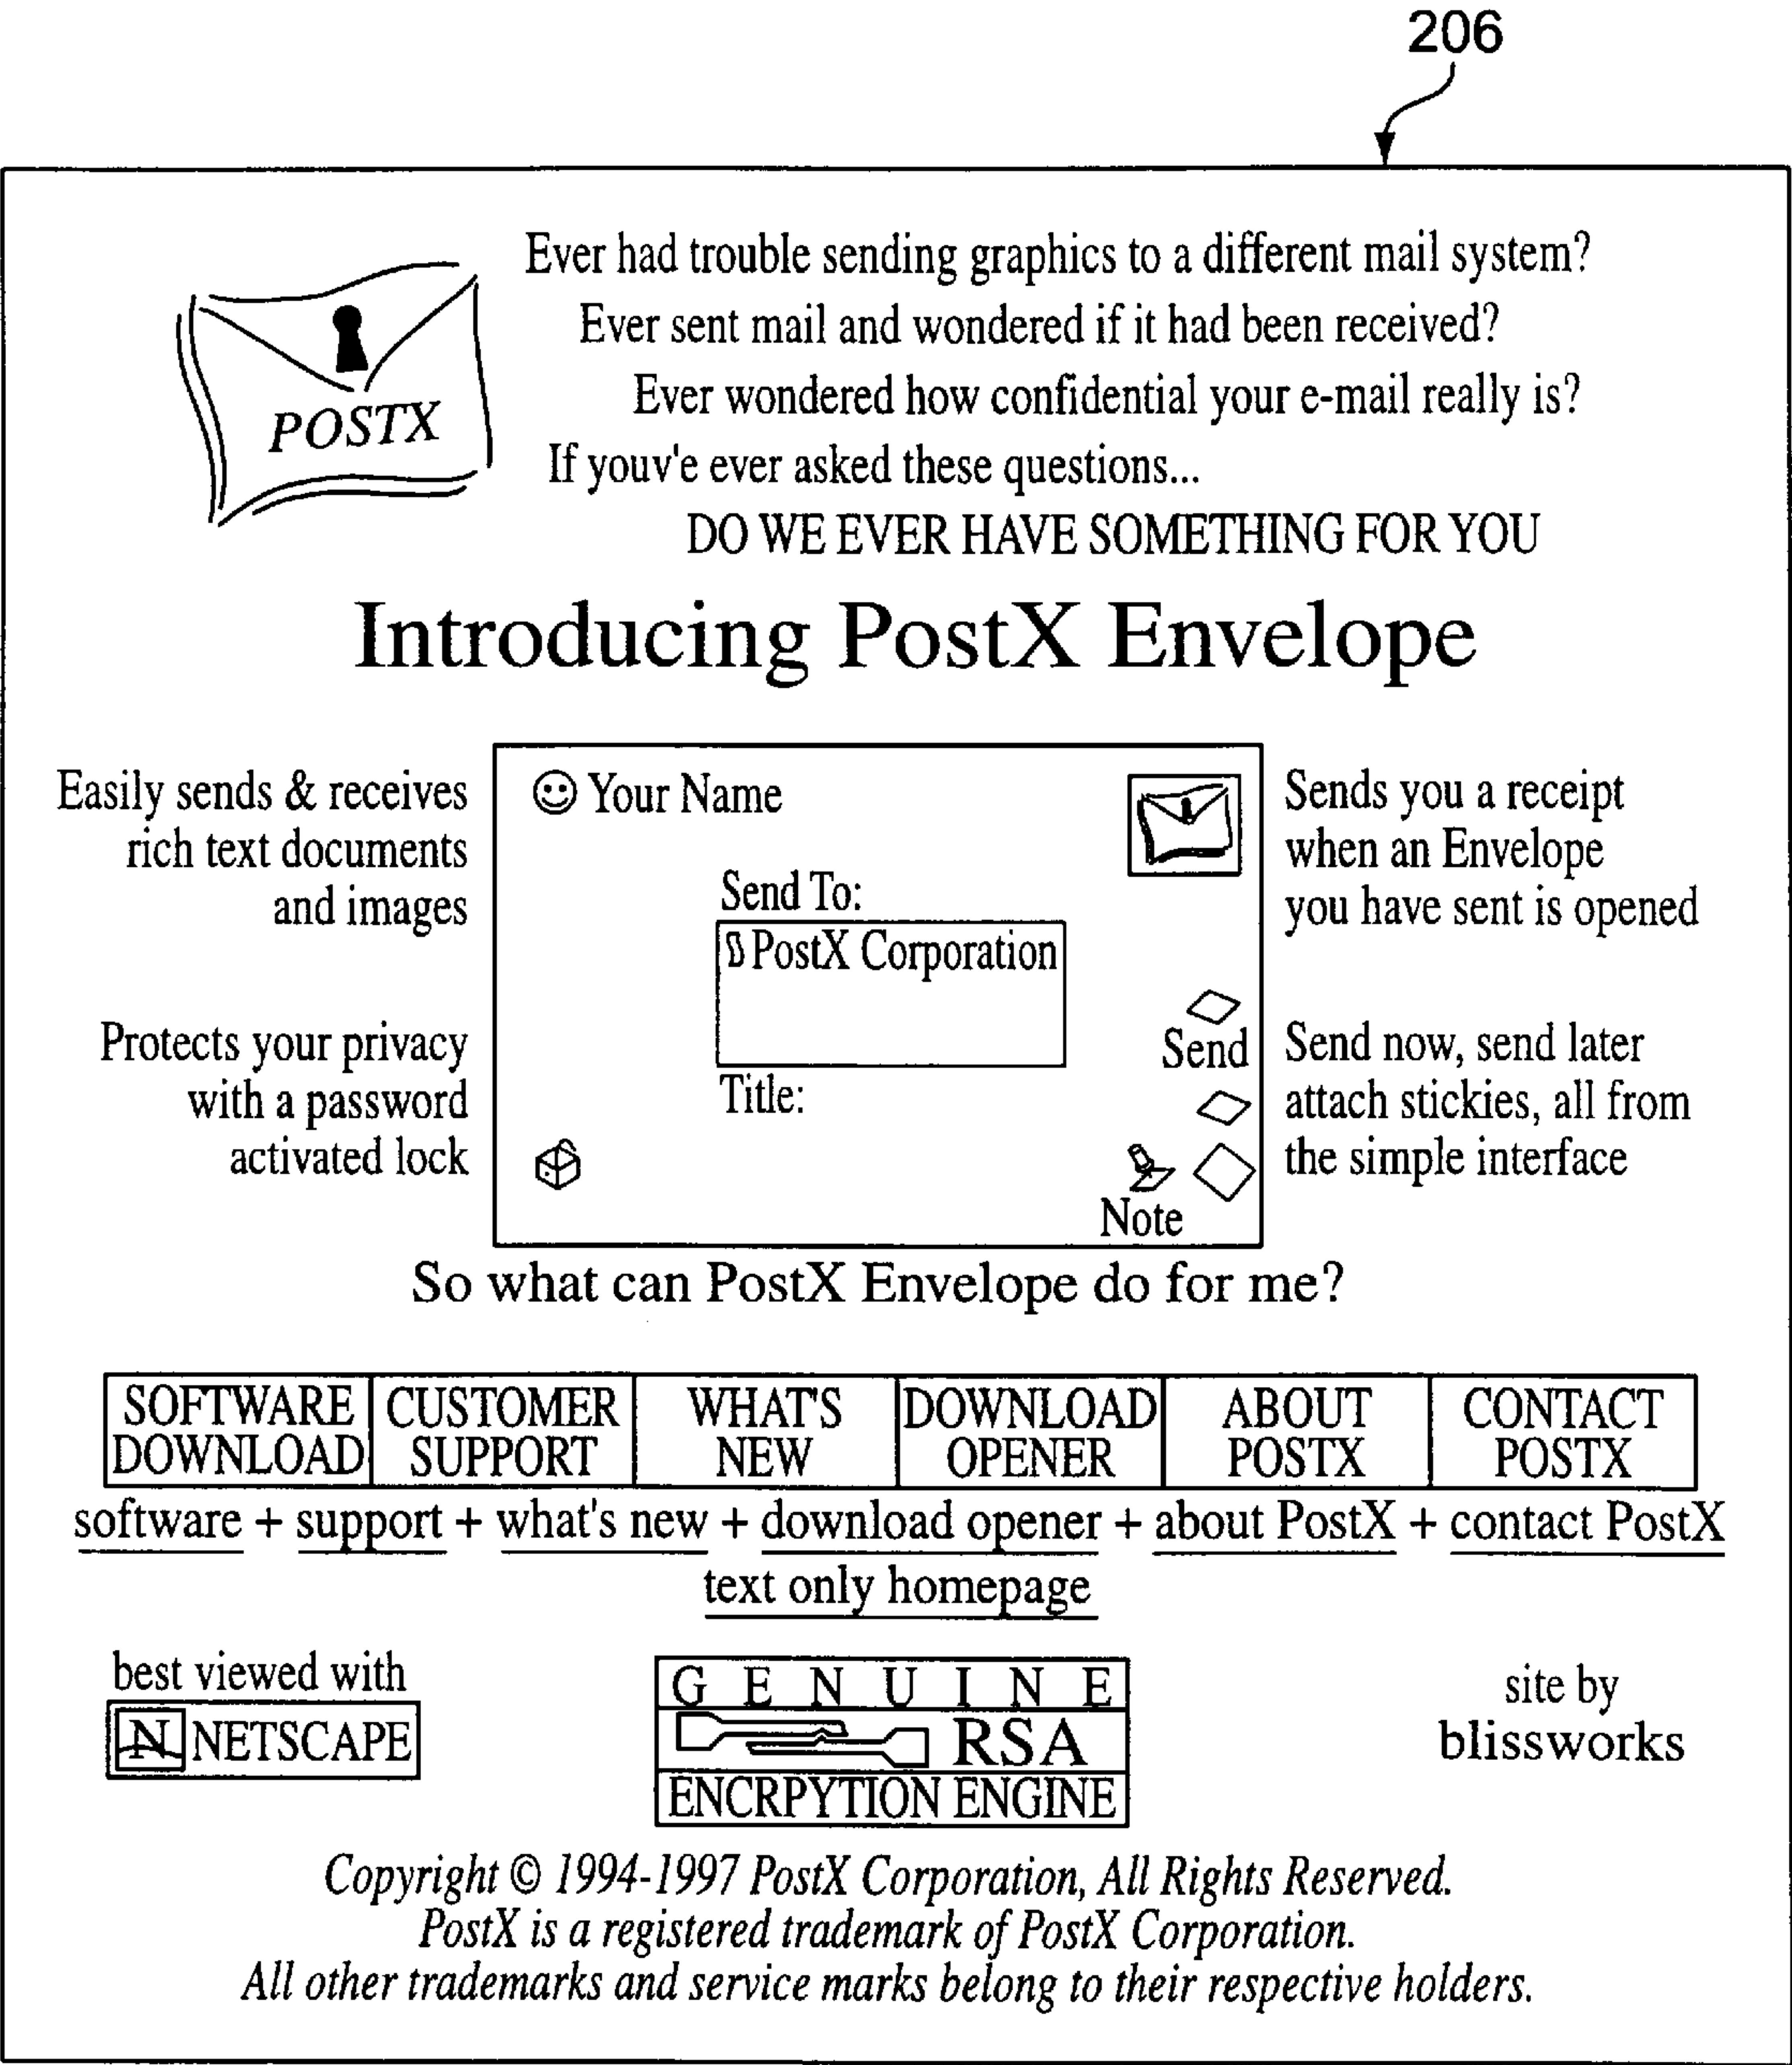 206
Ever had trouble sending graphics to a different mail system?
Ever sent mail and wondered if it had been received?
Ever wondered how confidential your e-mail really is?
If youv'e ever asked these questions...
DO WE EVER HAVE SOMETHING FOR YOU
POSTX
Introducing PostX Envelope
Easily sends & receives
rich text documents
and images
Protects your privacy
with a password
activated lock
Your Name
Send To:
PostX Corporation
Title:
Send
Note
Sends you a receipt
when an Envelope
you have sent is opened
Send now, send later
attach stickies, all from
the simple interface
So what can PostX Envelope do for me?
SOFTWARE DOWNLOAD
CUSTOMER SUPPORT
WHAT'S NEW
DOWNLOAD OPENER
ABOUT POSTX
CONTACT POSTX
software + support + what's new + download opener + about PostX + contact PostX
text only homepage
best viewed with
N NETSCAPE
GENUINE
RSA
ENCRPYTION ENGINE
site by
blissworks
Copyright © 1994-1997 PostX Corporation, All Rights Reserved.
PostX is a registered trademark of PostX Corporation.
All other trademarks and service marks belong to their respective holders.